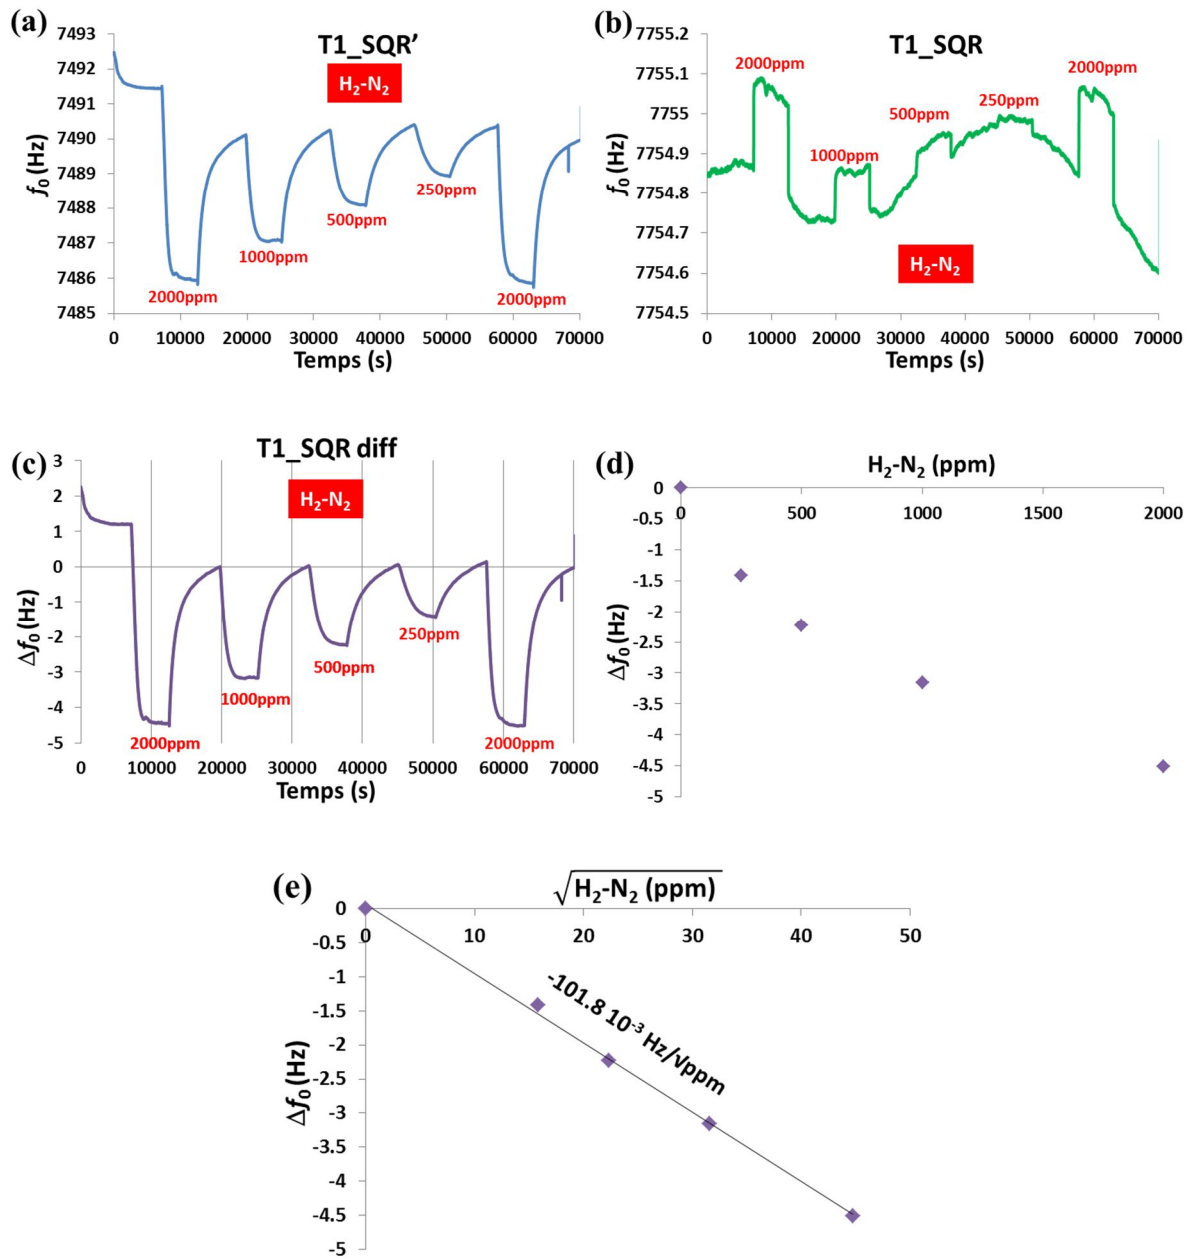 (a)
T1_SQR’
H₂-N₂
f₀ (Hz)
7493
7492
7491
7490
7489
7488
7487
7486
7485
2000ppm
1000ppm
500ppm
250ppm
2000ppm
0 10000 20000 30000 40000 50000 60000 70000
Temps (s)
(b)
T1_SQR
f₀ (Hz)
7755.2
7755.1
7755
7754.9
7754.8
7754.7
7754.6
7754.5
2000ppm
1000ppm
500ppm
250ppm
2000ppm
H₂-N₂
0 10000 20000 30000 40000 50000 60000 70000
Temps (s)
(c)
T1_SQR diff
H₂-N₂
Δf₀ (Hz)
3
2
1
0
-1
-2
-3
-4
-5
2000ppm
1000ppm
500ppm
250ppm
2000ppm
0 10000 20000 30000 40000 50000 60000 70000
Temps (s)
(d)
H₂-N₂ (ppm)
0 500 1000 1500 2000
Δf₀ (Hz)
0
-0.5
-1
-1.5
-2
-2.5
-3
-3.5
-4
-4.5
-5
(e)
√H₂-N₂ (ppm)
0 10 20 30 40 50
Δf₀ (Hz)
0
-0.5
-1
-1.5
-2
-2.5
-3
-3.5
-4
-4.5
-5
-101.8 10⁻³ Hz/√ppm